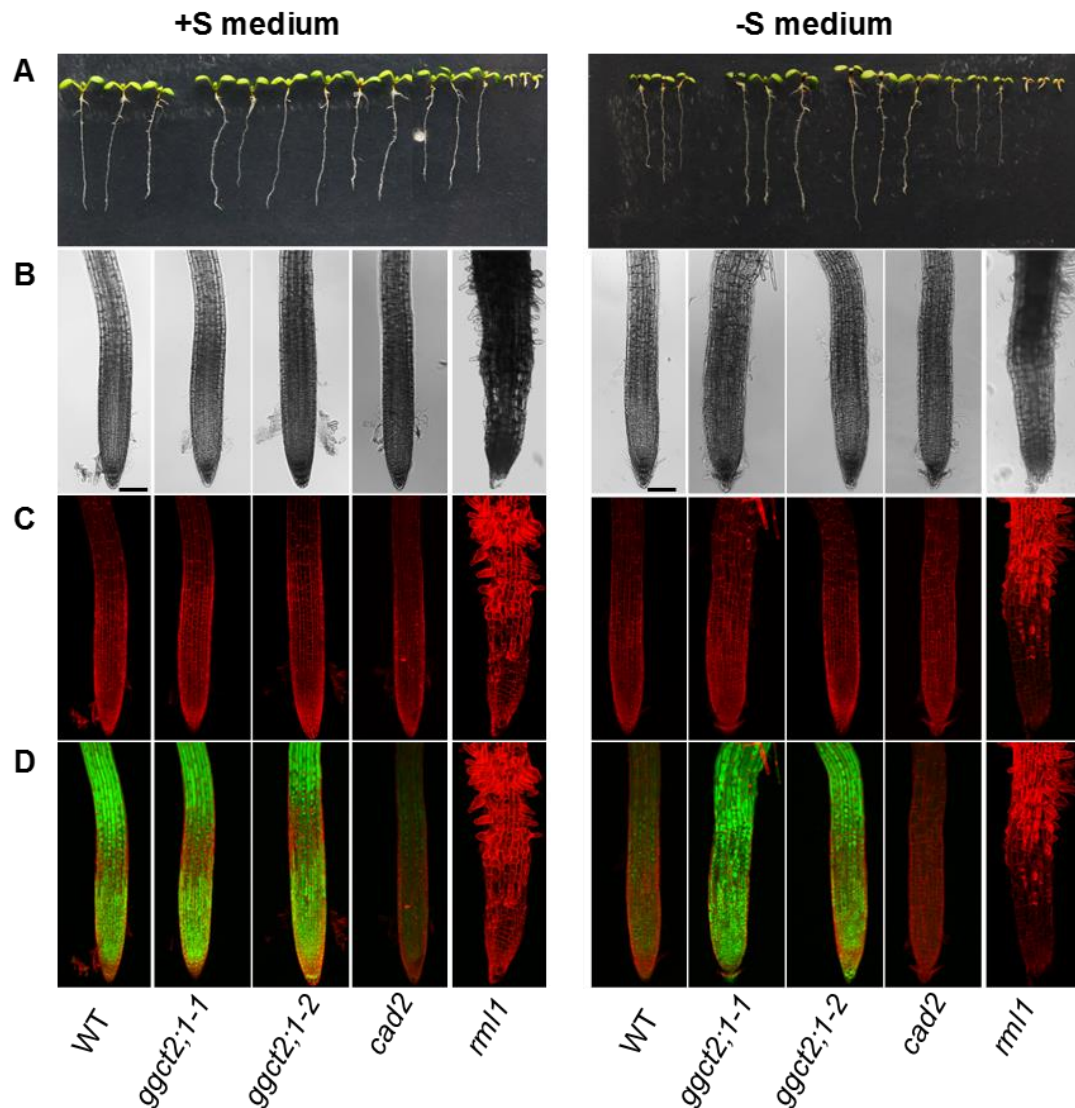 +S medium
-S medium
A
B
C
D
WT
ggct2;1-1
ggct2;1-2
cad2
rml1
WT
ggct2;1-1
ggct2;1-2
cad2
rml1